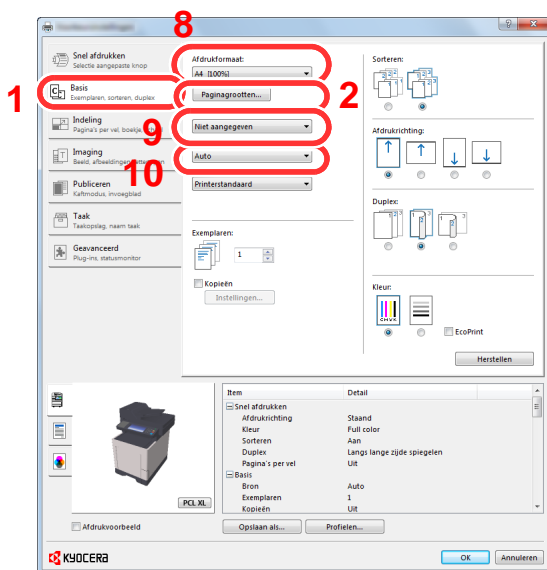 8
Snel afdrukken
Selectie aangepaste knop
1
Basis
Exemplaren, sorteren, duplex
Indeling
Pagina's per vel, boekje,
Imaging
Beeld, afbeeldingen,
Publiceren
Kaftmodus, invoegblad
Taak
Taakopslag, naam taak
Geavanceerd
Plug-ins, statusmonitor
Afdrukformaat:
A4 [100%]
Paginagrootten...
2
9
Niet aangegeven
10
Auto
Printerstandaard
Exemplaren:
1
Kopieën
Instellingen...
Sorteren:
Afdrukrichting:
Duplex:
Kleur:
CMYK
EcoPrint
Herstellen
PCL XL
Afdrukvoorbeeld
Item Detail
Snel afdrukken
Afdrukrichting Staand
Kleur Full color
Sorteren Aan
Duplex Langs lange zijde spiegelen
Pagina's per vel Uit
Basis
Bron Auto
Exemplaren 1
Kopieën Uit
Opslaan als... Profielen...
KYOCERA
OK Annuleren